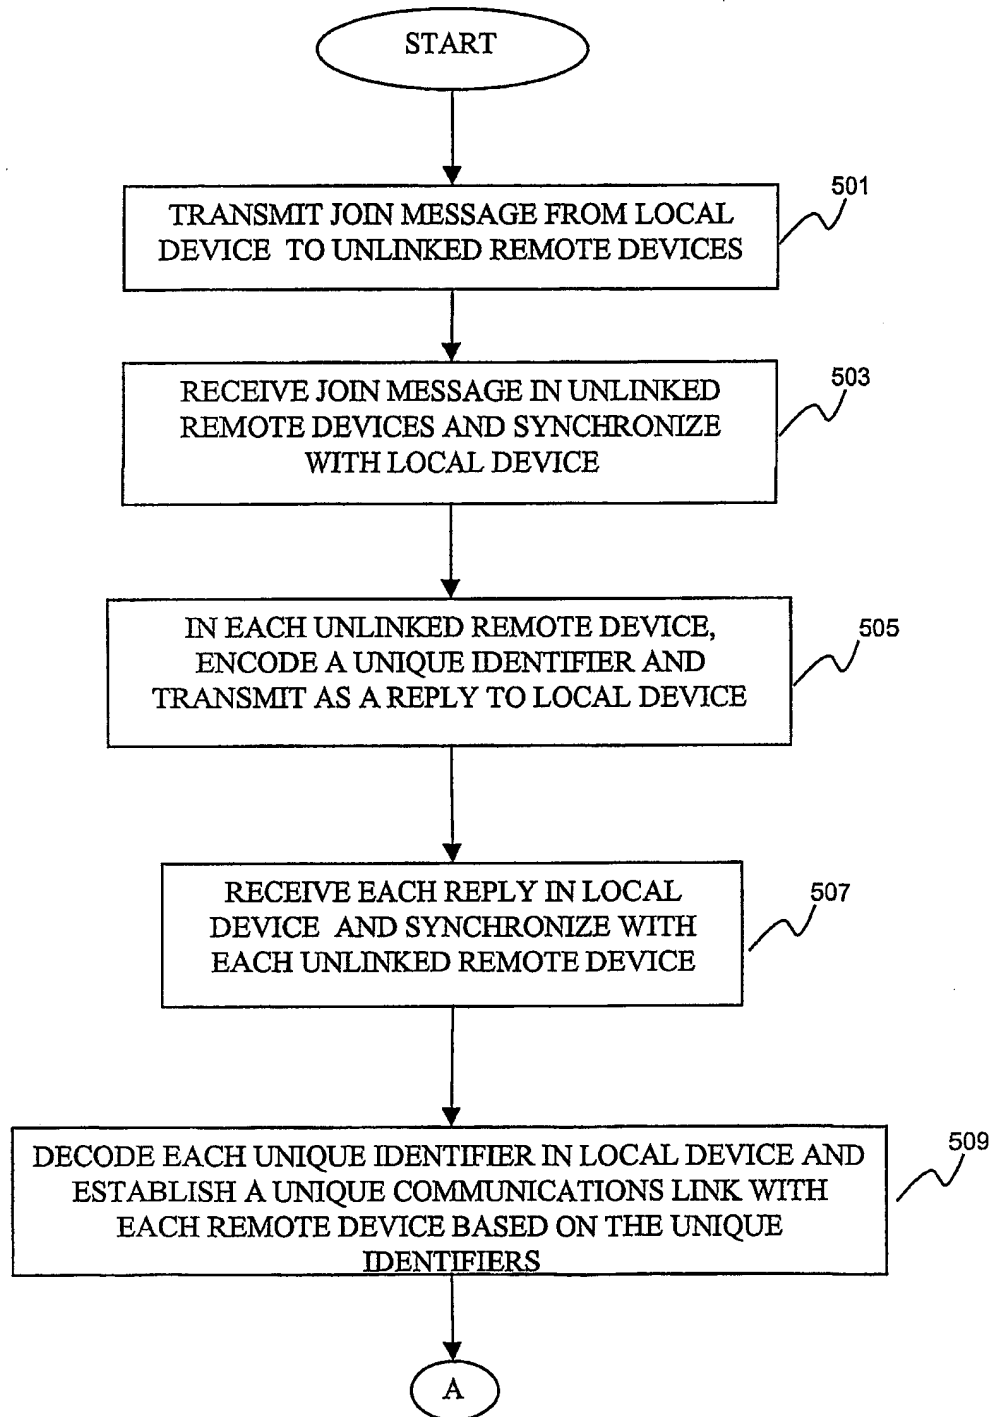 START
501
TRANSMIT JOIN MESSAGE FROM LOCAL
DEVICE TO UNLINKED REMOTE DEVICES
503
RECEIVE JOIN MESSAGE IN UNLINKED
REMOTE DEVICES AND SYNCHRONIZE
WITH LOCAL DEVICE
505
IN EACH UNLINKED REMOTE DEVICE,
ENCODE A UNIQUE IDENTIFIER AND
TRANSMIT AS A REPLY TO LOCAL DEVICE
507
RECEIVE EACH REPLY IN LOCAL
DEVICE AND SYNCHRONIZE WITH
EACH UNLINKED REMOTE DEVICE
509
DECODE EACH UNIQUE IDENTIFIER IN LOCAL DEVICE AND
ESTABLISH A UNIQUE COMMUNICATIONS LINK WITH
EACH REMOTE DEVICE BASED ON THE UNIQUE
IDENTIFIERS
A